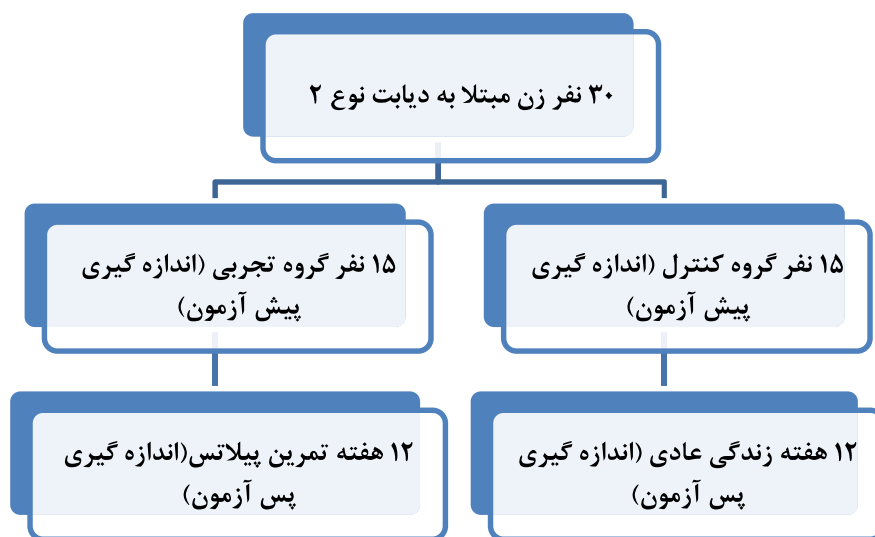 ۳۰ نفر زن مبتلا به دیابت نوع ۲
۱۵ نفر گروه کنترل (اندازه گیری
پیش آزمون)
۱۵ نفر گروه تجربی (اندازه گیری
پیش آزمون)
۱۲ هفته زندگی عادی (اندازه گیری
پس آزمون)
۱۲ هفته تمرین پیلاتس(اندازه گیری
پس آزمون)